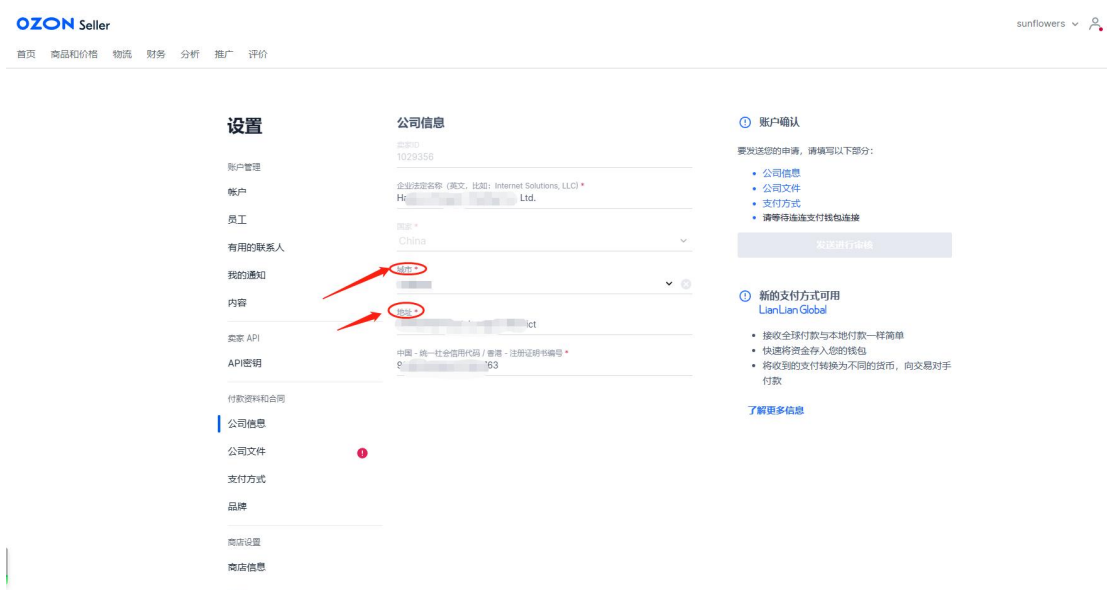 OZON Seller
sunflowers
首页 商品和价格 物流 财务 分析 推广 评价
设置
账户管理
帐户
员工
有用的联系人
我的通知
内容
卖家 API
API密钥
付款资料和合同
公司信息
公司文件
支付方式
品牌
商店设置
商店信息
公司信息
卖家ID
1029356
企业法定名称（英文，比如：Internet Solutions, LLC) *
Ltd.
国家 *
China
城市 *
地址 *
ict
中国 - 统一社会信用代码 / 香港 - 注册证明书编号 *
63
账户确认
要发送您的申请，请填写以下部分：
• 公司信息
• 公司文件
• 支付方式
• 请等待连连支付钱包连接
发送进行审核
新的支付方式可用
LianLian Global
• 接收全球付款与本地付款一样简单
• 快速将资金存入您的钱包
• 将收到的支付转换为不同的货币，向交易对手
付款
了解更多信息